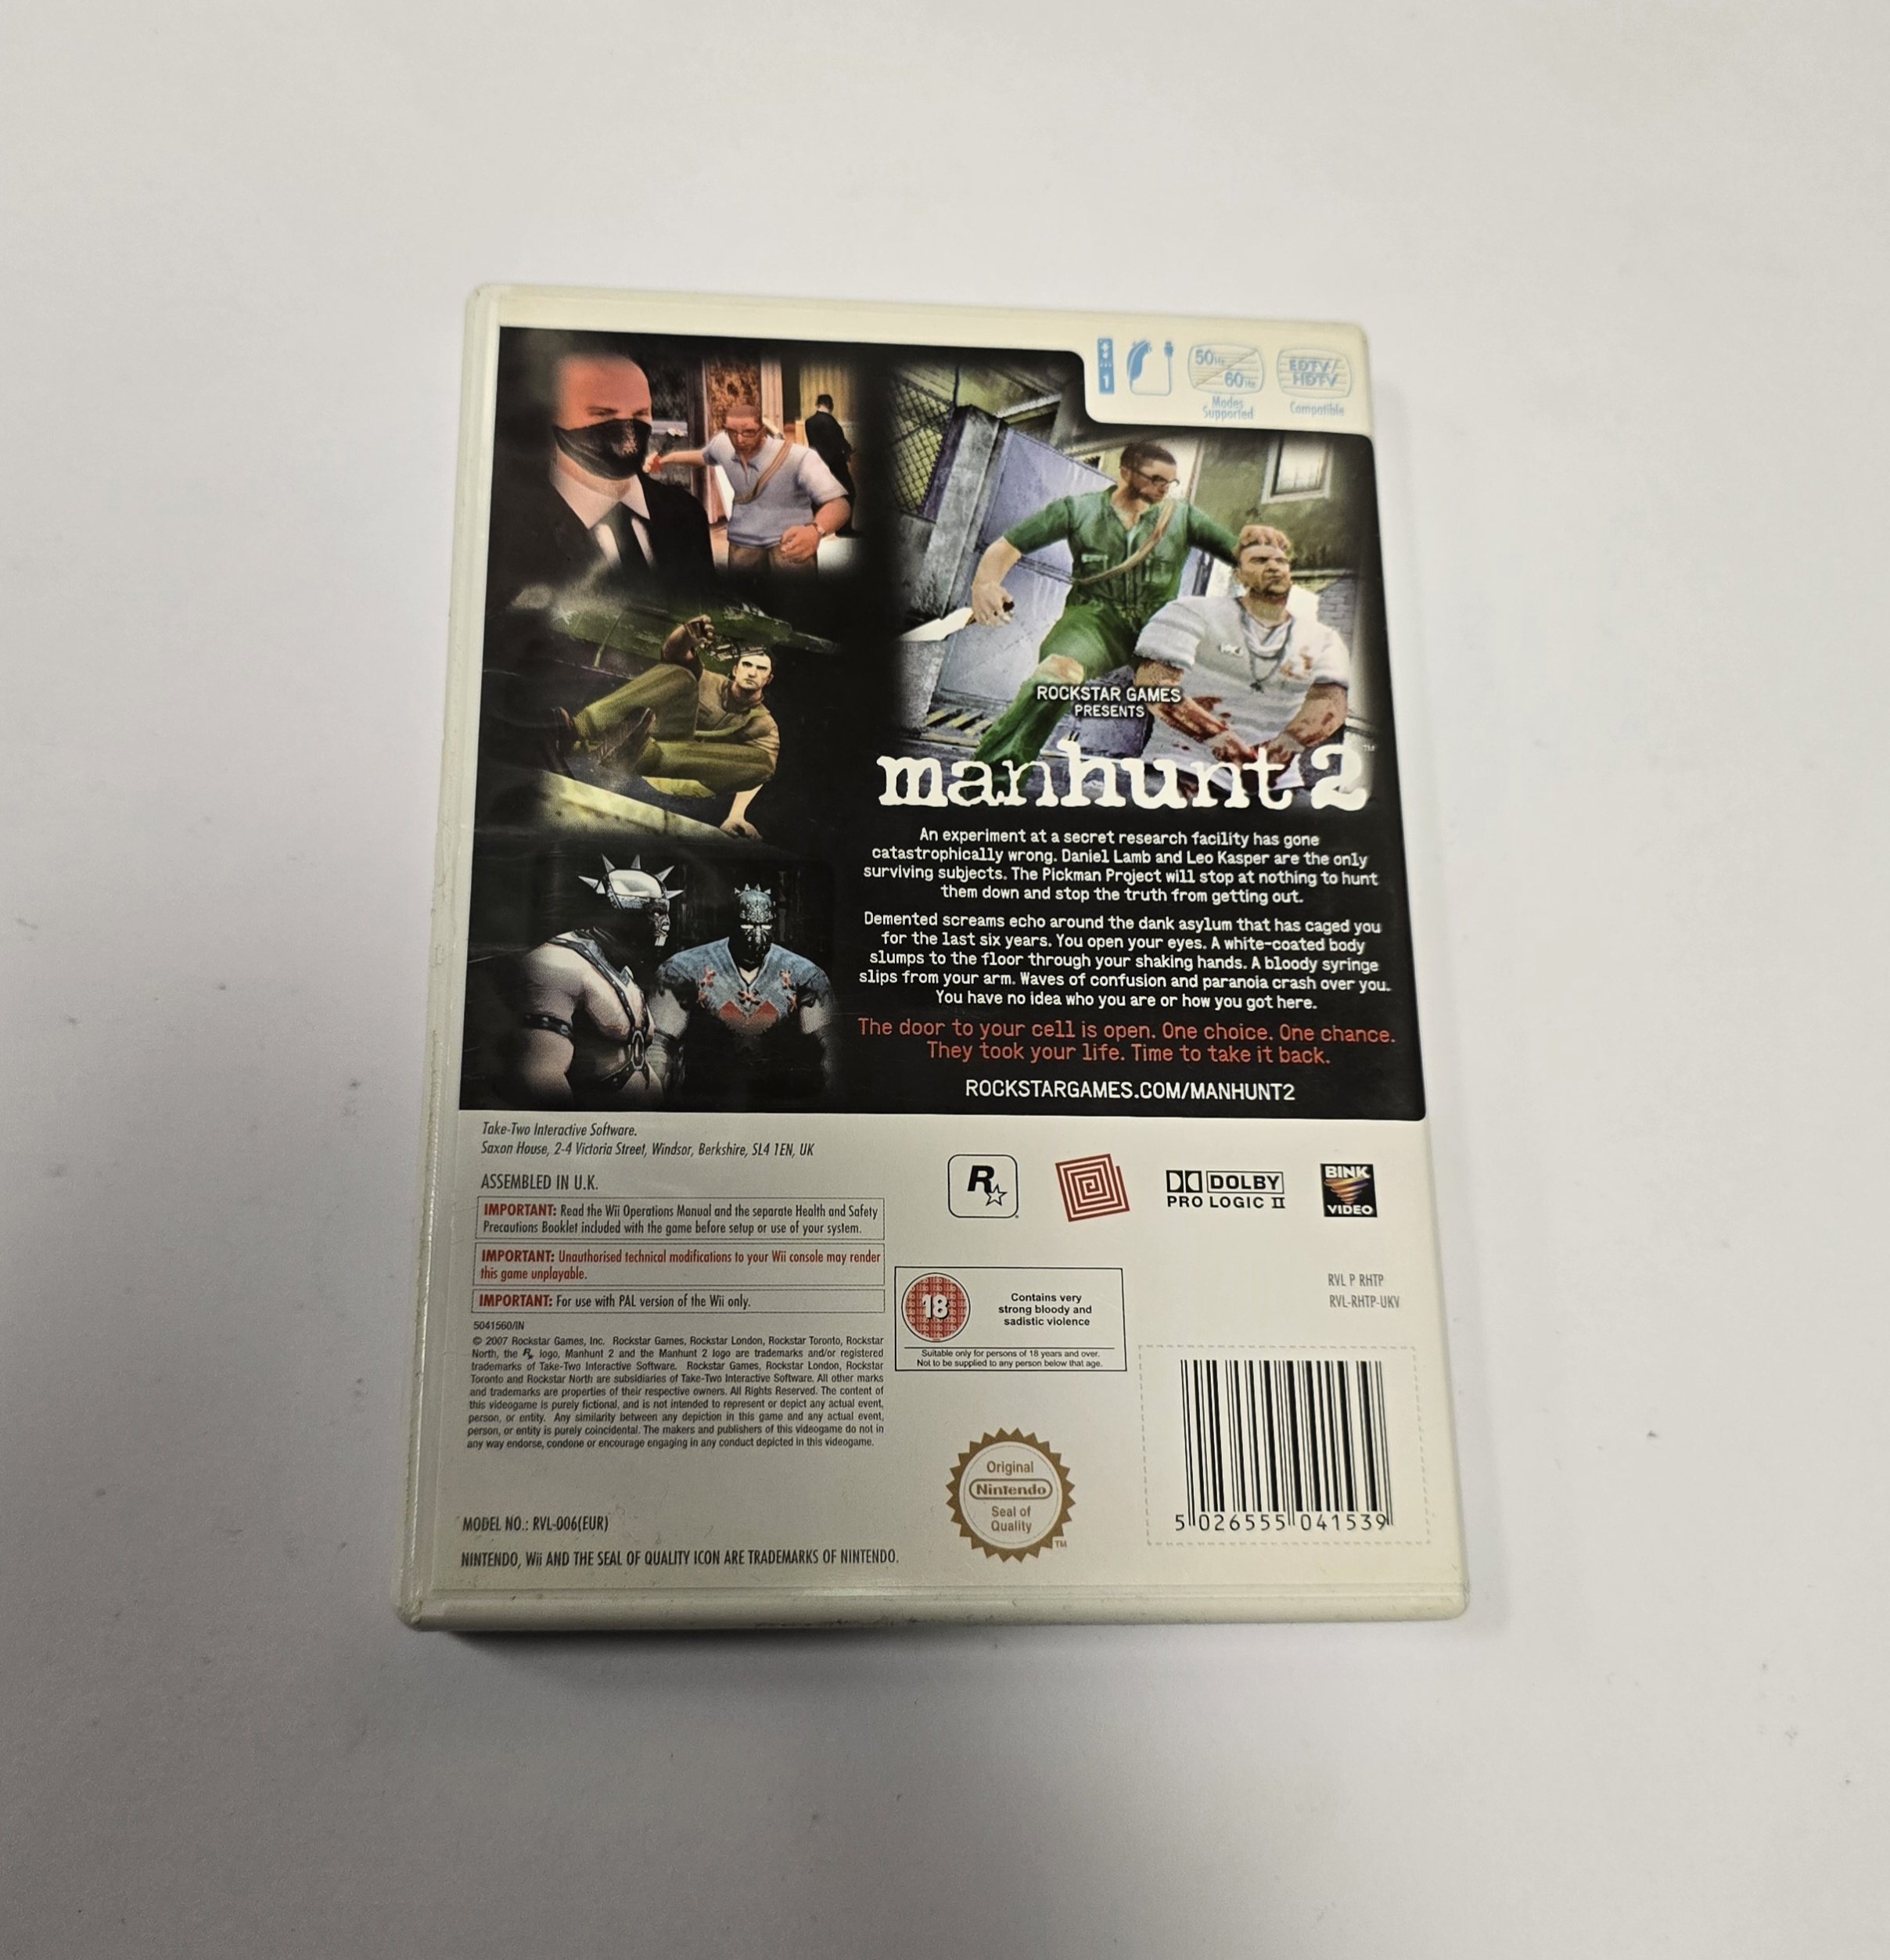 1
50Hz
60Hz
Modes
Supported
EDTV/
HDTV
Compatible
ROCKSTAR GAMES
PRESENTS
manhunt 2™
An experiment at a secret research facility has gone
catastrophically wrong. Daniel Lamb and Leo Kasper are the only
surviving subjects. The Pickman Project will stop at nothing to hunt
them down and stop the truth from getting out.
Demented screams echo around the dank asylum that has caged you
for the last six years. You open your eyes. A white-coated body
slumps to the floor through your shaking hands. A bloody syringe
slips from your arm. Waves of confusion and paranoia crash over you.
You have no idea who you are or how you got here.
The door to your cell is open. One choice. One chance.
They took your life. Time to take it back.
ROCKSTARGAMES.COM/MANHUNT2
Take-Two Interactive Software.
Saxon House, 2-4 Victoria Street, Windsor, Berkshire, SL4 1EN, UK
ASSEMBLED IN U.K.
IMPORTANT: Read the Wii Operations Manual and the separate Health and Safety
Precautions Booklet included with the game before setup or use of your system.
IMPORTANT: Unauthorised technical modifications to your Wii console may render
this game unplayable.
IMPORTANT: For use with PAL version of the Wii only.
5041560/IN
© 2007 Rockstar Games, Inc. Rockstar Games, Rockstar London, Rockstar Toronto, Rockstar
North, the R★ logo, Manhunt 2 and the Manhunt 2 logo are trademarks and/or registered
trademarks of Take-Two Interactive Software. Rockstar Games, Rockstar London, Rockstar
Toronto and Rockstar North are subsidiaries of Take-Two Interactive Software. All other marks
and trademarks are properties of their respective owners. All Rights Reserved. The content of
this videogame is purely fictional, and is not intended to represent or depict any actual event,
person, or entity. Any similarity between any depiction in this game and any actual event,
person, or entity is purely coincidental. The makers and publishers of this videogame do not in
any way endorse, condone or encourage engaging in any conduct depicted in this videogame.
MODEL NO.: RVL-006(EUR)
NINTENDO, Wii AND THE SEAL OF QUALITY ICON ARE TRADEMARKS OF NINTENDO.
R
DOLBY
PRO LOGIC II
BINK
VIDEO
18
Contains very
strong bloody and
sadistic violence
Suitable only for persons of 18 years and over.
Not to be supplied to any person below that age.
RVL P RHTP
RVL-RHTP-UKV
Original
Nintendo
Seal of
Quality
TM
5 026555 041539